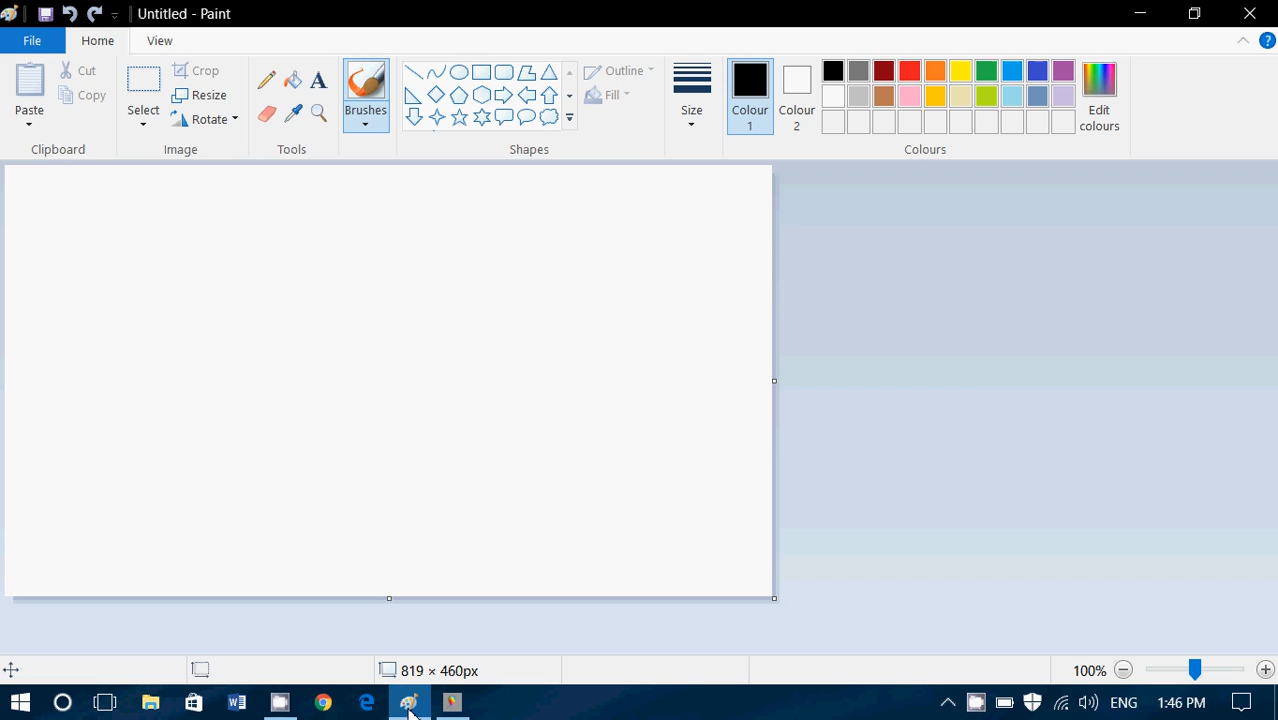 Untitled - Paint
File Home View
Paste
Cut
Copy
Clipboard
Select
Crop
Resize
Rotate
Image
A
Tools
Brushes
Shapes
Outline
Fill
Size
Colour 1
Colour 2
Edit colours
Colours
?
819 × 460px
100%
ENG 1:46 PM